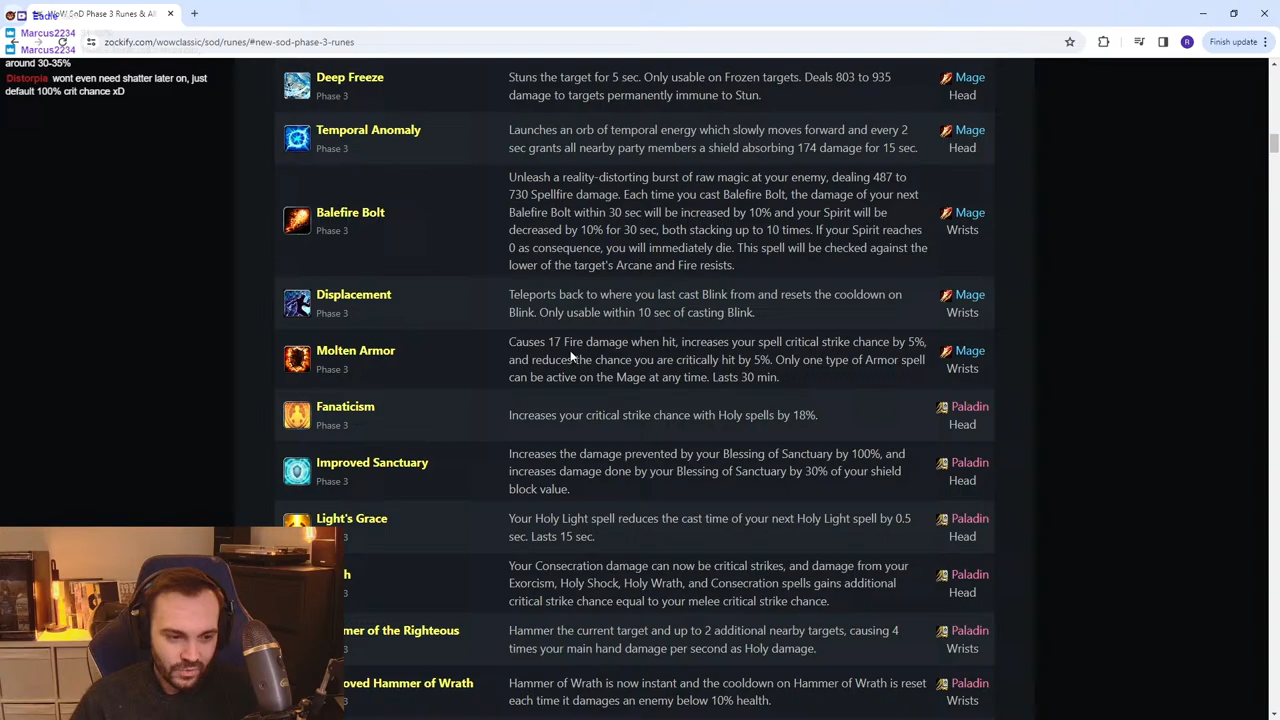 WoW SoD Phase 3 Runes & Al
Eadie
Marcus2234
zockify.com/wowclassic/sod/runes/#new-sod-phase-3-runes
Finish update
Marcus2234
around 30-35%
Distorpia wont even need shatter later on, just
default 100% crit chance xD
Deep Freeze
Phase 3
Stuns the target for 5 sec. Only usable on Frozen targets. Deals 803 to 935
damage to targets permanently immune to Stun.
Mage
Head
Temporal Anomaly
Phase 3
Launches an orb of temporal energy which slowly moves forward and every 2
sec grants all nearby party members a shield absorbing 174 damage for 15 sec.
Mage
Head
Balefire Bolt
Phase 3
Unleash a reality-distorting burst of raw magic at your enemy, dealing 487 to
730 Spellfire damage. Each time you cast Balefire Bolt, the damage of your next
Balefire Bolt within 30 sec will be increased by 10% and your Spirit will be
decreased by 10% for 30 sec, both stacking up to 10 times. If your Spirit reaches
0 as consequence, you will immediately die. This spell will be checked against the
lower of the target's Arcane and Fire resists.
Mage
Wrists
Displacement
Phase 3
Teleports back to where you last cast Blink from and resets the cooldown on
Blink. Only usable within 10 sec of casting Blink.
Mage
Wrists
Molten Armor
Phase 3
Causes 17 Fire damage when hit, increases your spell critical strike chance by 5%,
and reduces the chance you are critically hit by 5%. Only one type of Armor spell
can be active on the Mage at any time. Lasts 30 min.
Mage
Wrists
Fanaticism
Phase 3
Increases your critical strike chance with Holy spells by 18%.
Paladin
Head
Improved Sanctuary
Phase 3
Increases the damage prevented by your Blessing of Sanctuary by 100%, and
increases damage done by your Blessing of Sanctuary by 30% of your shield
block value.
Paladin
Head
Light's Grace
3
Your Holy Light spell reduces the cast time of your next Holy Light spell by 0.5
sec. Lasts 15 sec.
Paladin
Head
h
3
Your Consecration damage can now be critical strikes, and damage from your
Exorcism, Holy Shock, Holy Wrath, and Consecration spells gains additional
critical strike chance equal to your melee critical strike chance.
Paladin
Head
mer of the Righteous
3
Hammer the current target and up to 2 additional nearby targets, causing 4
times your main hand damage per second as Holy damage.
Paladin
Wrists
oved Hammer of Wrath
3
Hammer of Wrath is now instant and the cooldown on Hammer of Wrath is reset
each time it damages an enemy below 10% health.
Paladin
Wrists